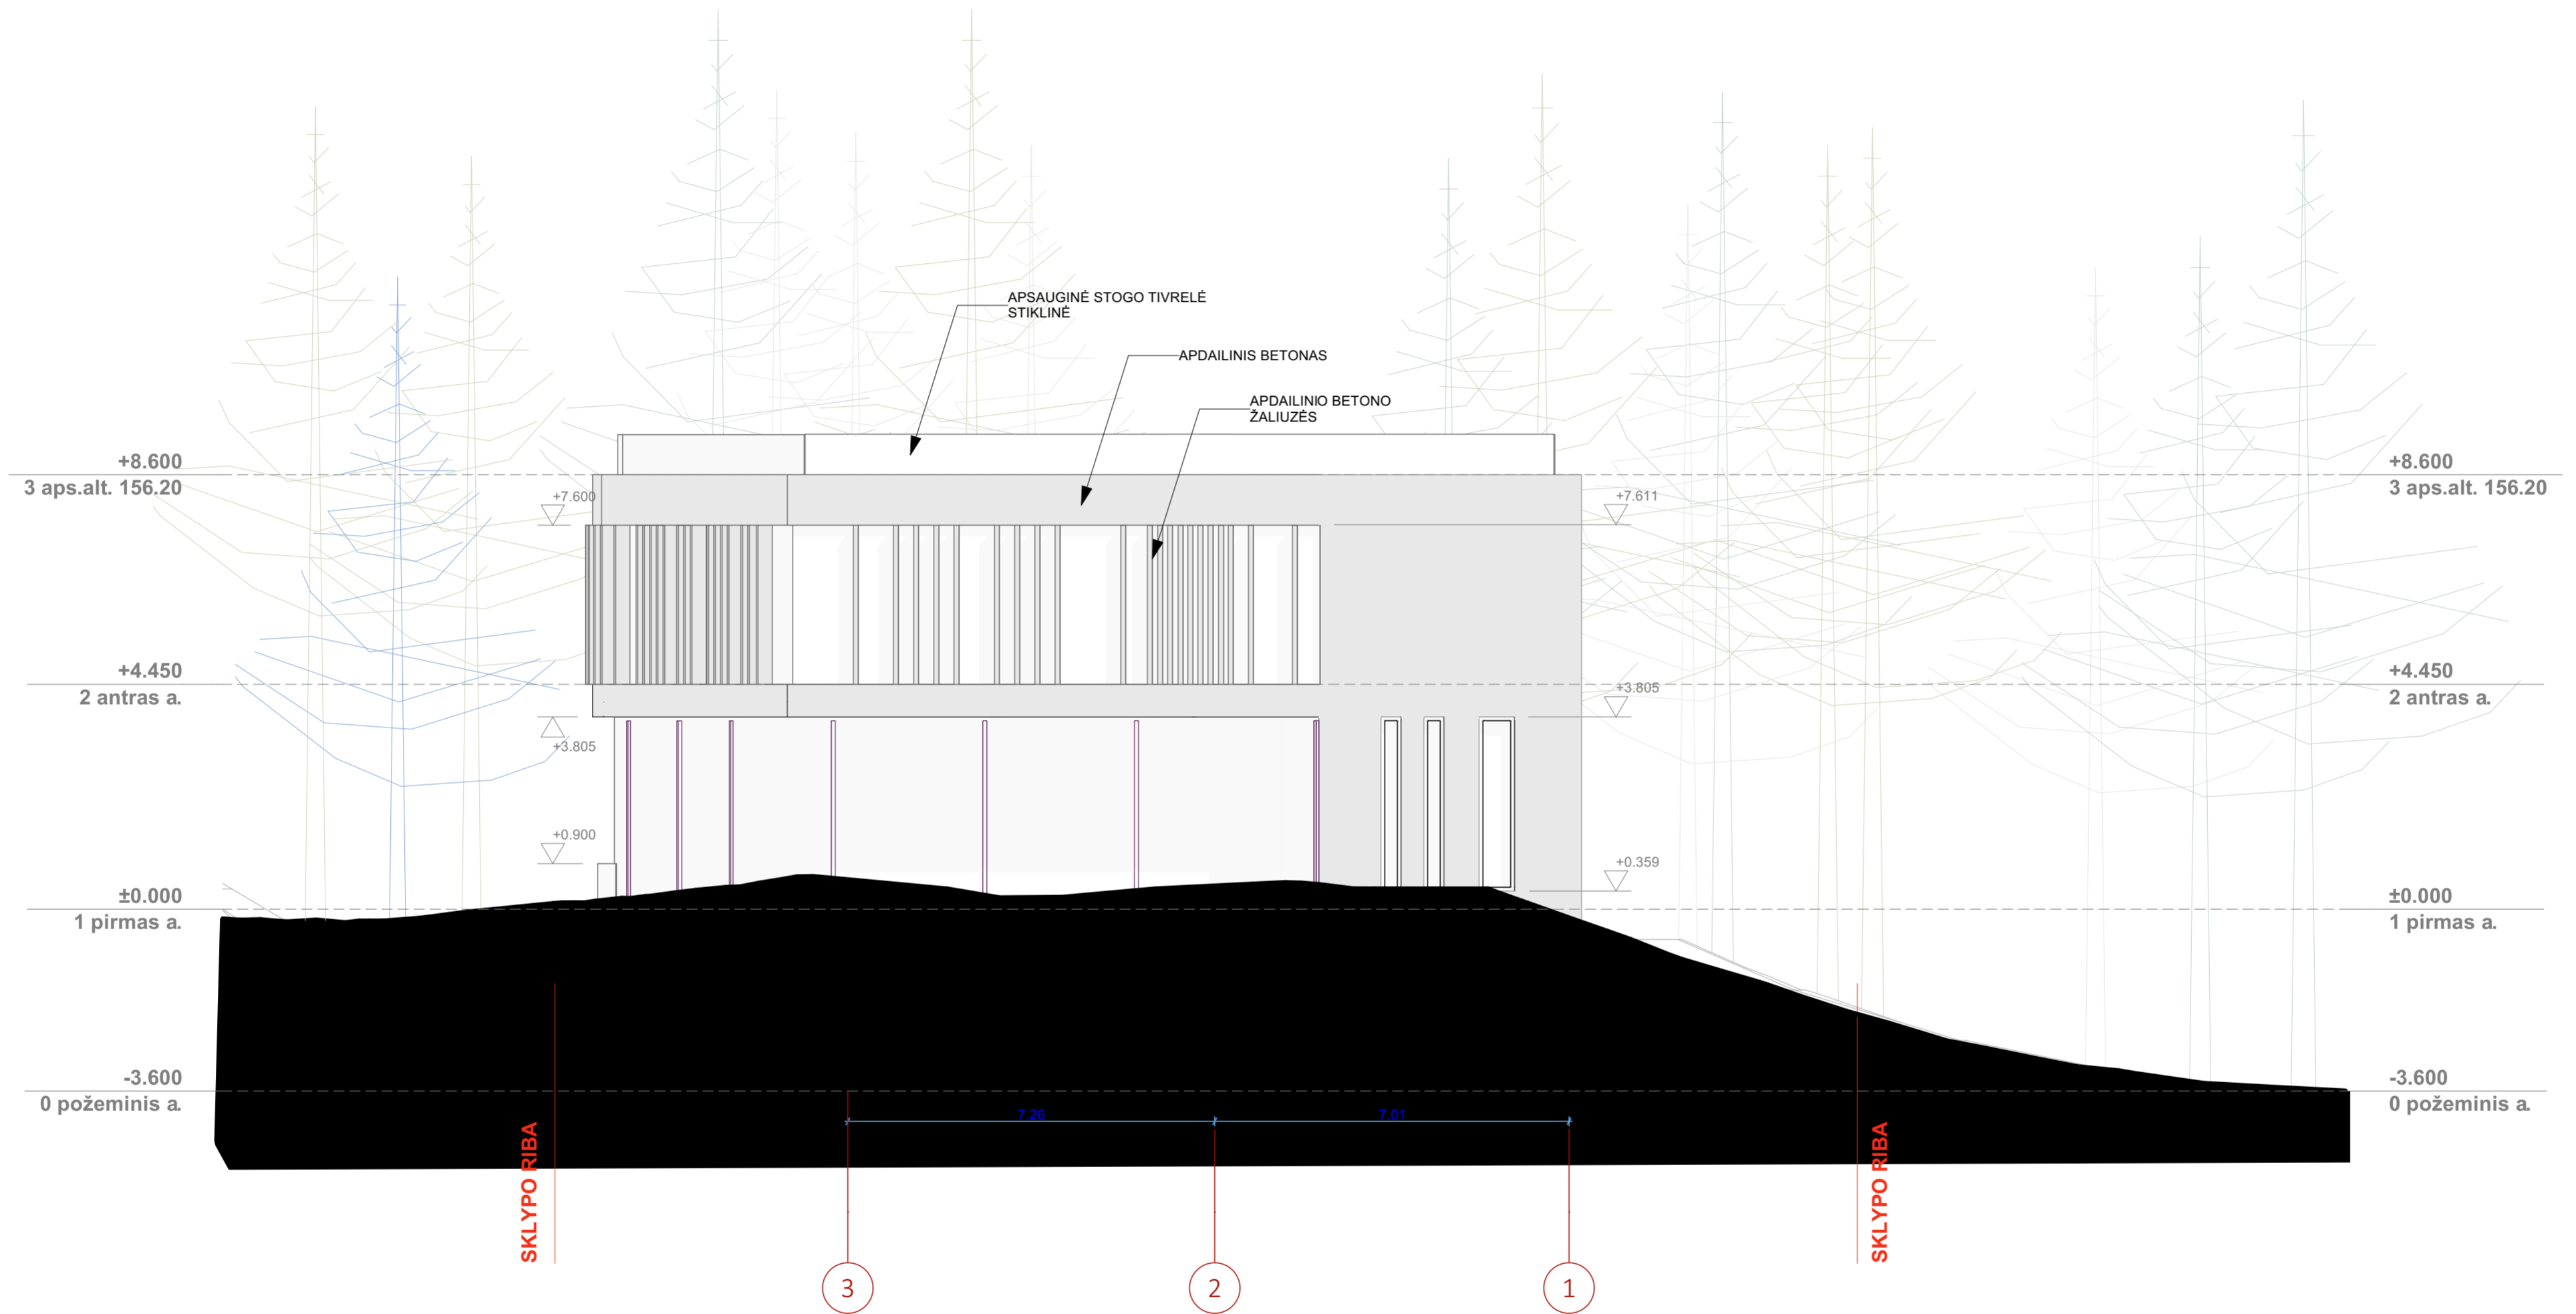 APSAUGINĖ STOGO TIVRELĖ
STIKLINĖ
APDAILINIS BETONAS
APDAILINIO BETONO
ŽALIUZĖS
+8.600
3 aps.alt. 156.20
+8.600
3 aps.alt. 156.20
+7.600
+7.611
+4.450
2 antras a.
+4.450
2 antras a.
+3.805
+3.805
+0.900
+0.359
±0.000
1 pirmas a.
±0.000
1 pirmas a.
-3.600
0 požeminis a.
-3.600
0 požeminis a.
7.26
7.01
SKLYPO RIBA
SKLYPO RIBA
3
2
1